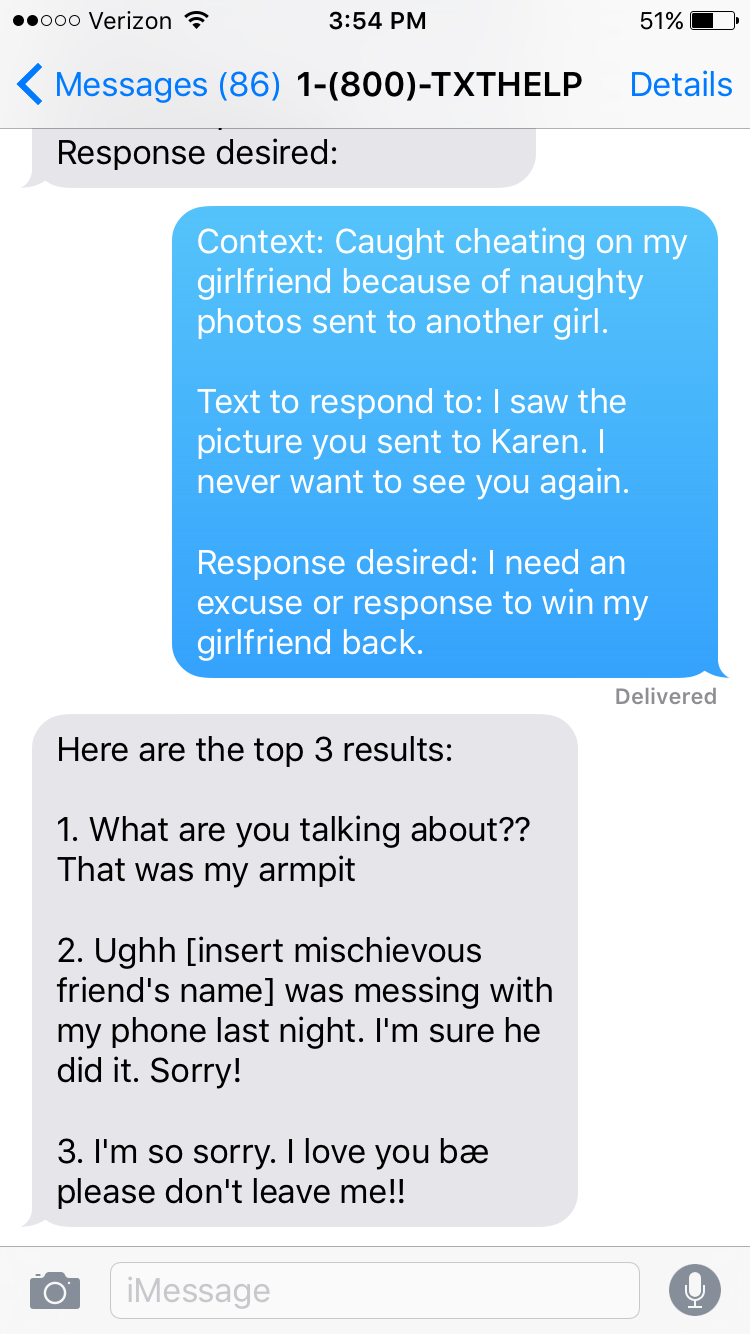 Verizon 3:54 PM 51%
Messages (86) 1-(800)-TXTHELP Details
Response desired:
Context: Caught cheating on my
girlfriend because of naughty
photos sent to another girl.
Text to respond to: I saw the
picture you sent to Karen. I
never want to see you again.
Response desired: I need an
excuse or response to win my
girlfriend back.
Delivered
Here are the top 3 results:
1. What are you talking about??
That was my armpit
2. Ughh [insert mischievous
friend's name] was messing with
my phone last night. I'm sure he
did it. Sorry!
3. I'm so sorry. I love you bæ
please don't leave me!!
iMessage